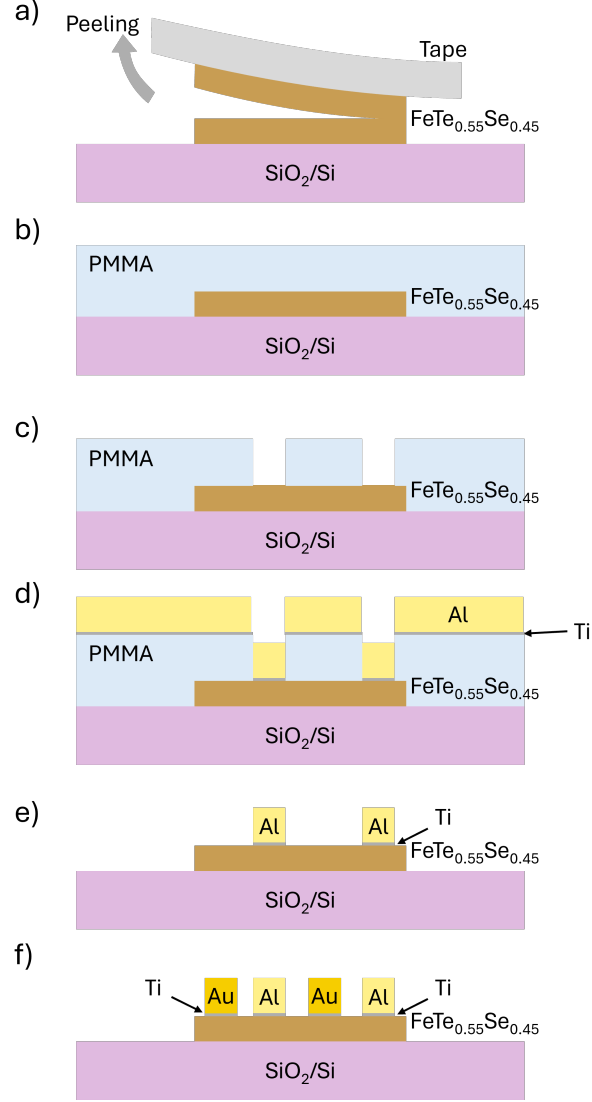 a)
Peeling
Tape
FeTe₀.₅₅Se₀.₄₅
SiO₂/Si
b)
PMMA
FeTe₀.₅₅Se₀.₄₅
SiO₂/Si
c)
PMMA
FeTe₀.₅₅Se₀.₄₅
SiO₂/Si
d)
Al
Ti
PMMA
FeTe₀.₅₅Se₀.₄₅
SiO₂/Si
e)
Al Al
Ti
FeTe₀.₅₅Se₀.₄₅
SiO₂/Si
f)
Ti Au Al Au Al Ti
FeTe₀.₅₅Se₀.₄₅
SiO₂/Si